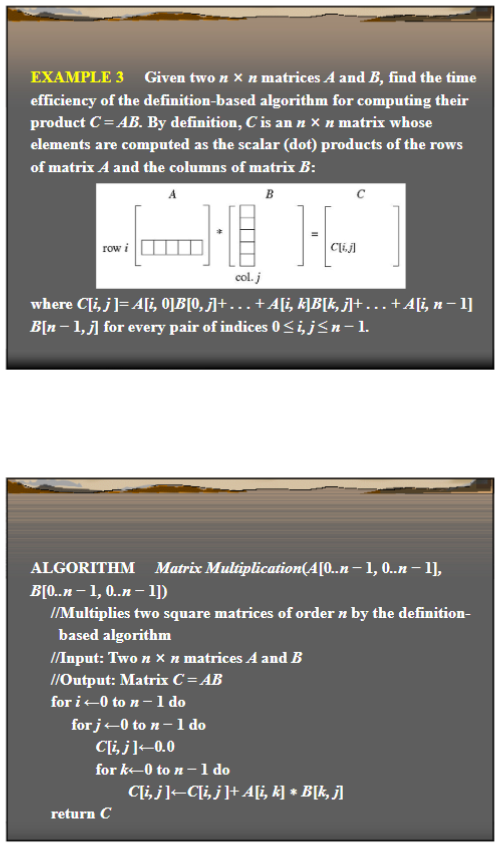 EXAMPLE 3 Given two n × n matrices A and B, find the time
efficiency of the definition-based algorithm for computing their
product C = AB. By definition, C is an n × n matrix whose
elements are computed as the scalar (dot) products of the rows
of matrix A and the columns of matrix B:
A B C
row i * = C[i,j]
col. j
where C[i, j ]= A[i, 0]B[0, j]+ . . . + A[i, k]B[k, j]+ . . . + A[i, n − 1]
B[n − 1, j] for every pair of indices 0 ≤ i, j ≤ n − 1.
ALGORITHM Matrix Multiplication(A[0..n − 1, 0..n − 1],
B[0..n − 1, 0..n − 1])
//Multiplies two square matrices of order n by the definition-
based algorithm
//Input: Two n × n matrices A and B
//Output: Matrix C = AB
for i ←0 to n − 1 do
for j ←0 to n − 1 do
C[i, j ]←0.0
for k←0 to n − 1 do
C[i, j ]←C[i, j ]+ A[i, k] ∗ B[k, j]
return C